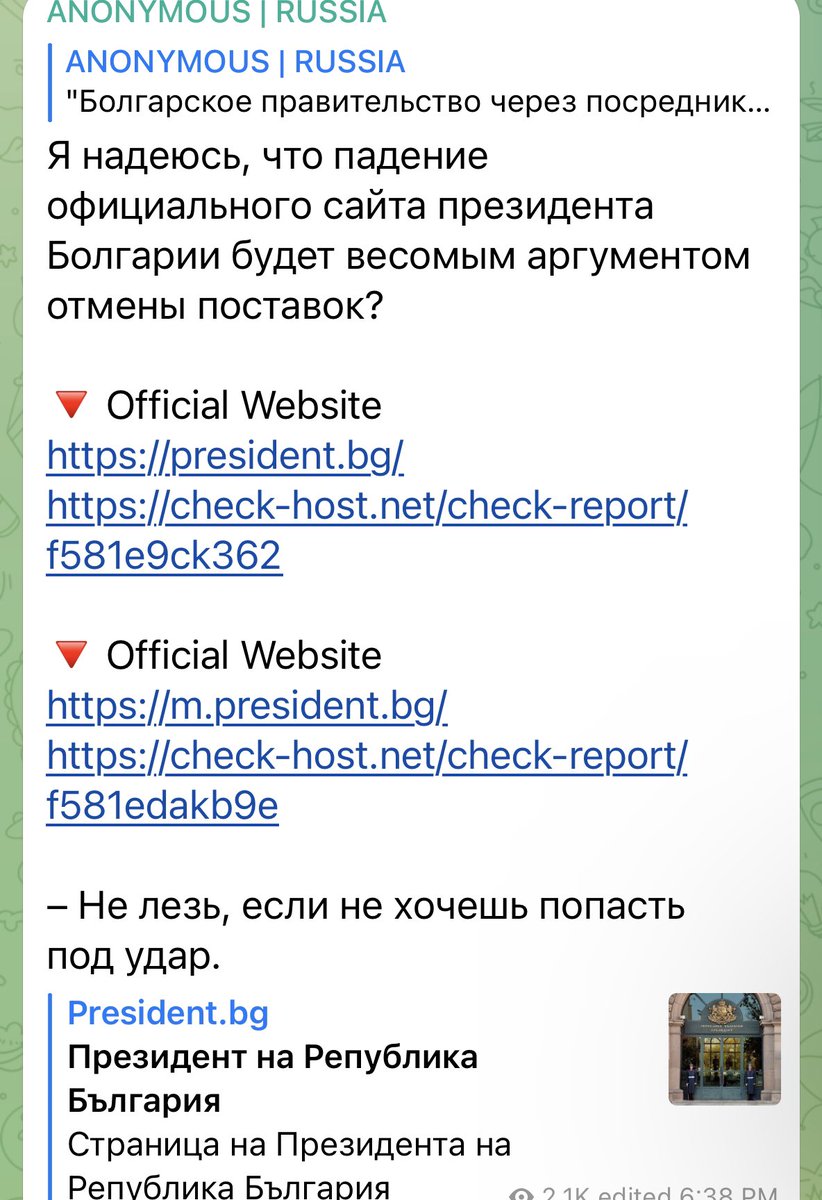 ANONYMOUS | RUSSIA
ANONYMOUS | RUSSIA
"Болгарское правительство через посредник...
Я надеюсь, что падение
официального сайта президента
Болгарии будет весомым аргументом
отмены поставок?
🔻 Official Website
https://president.bg/
https://check-host.net/check-report/
f581e9ck362
🔻 Official Website
https://m.president.bg/
https://check-host.net/check-report/
f581edakb9e
– Не лезь, если не хочешь попасть
под удар.
President.bg
Президент на Република
България
Страница на Президента на
Република България
2.1K edited 6:38 PM